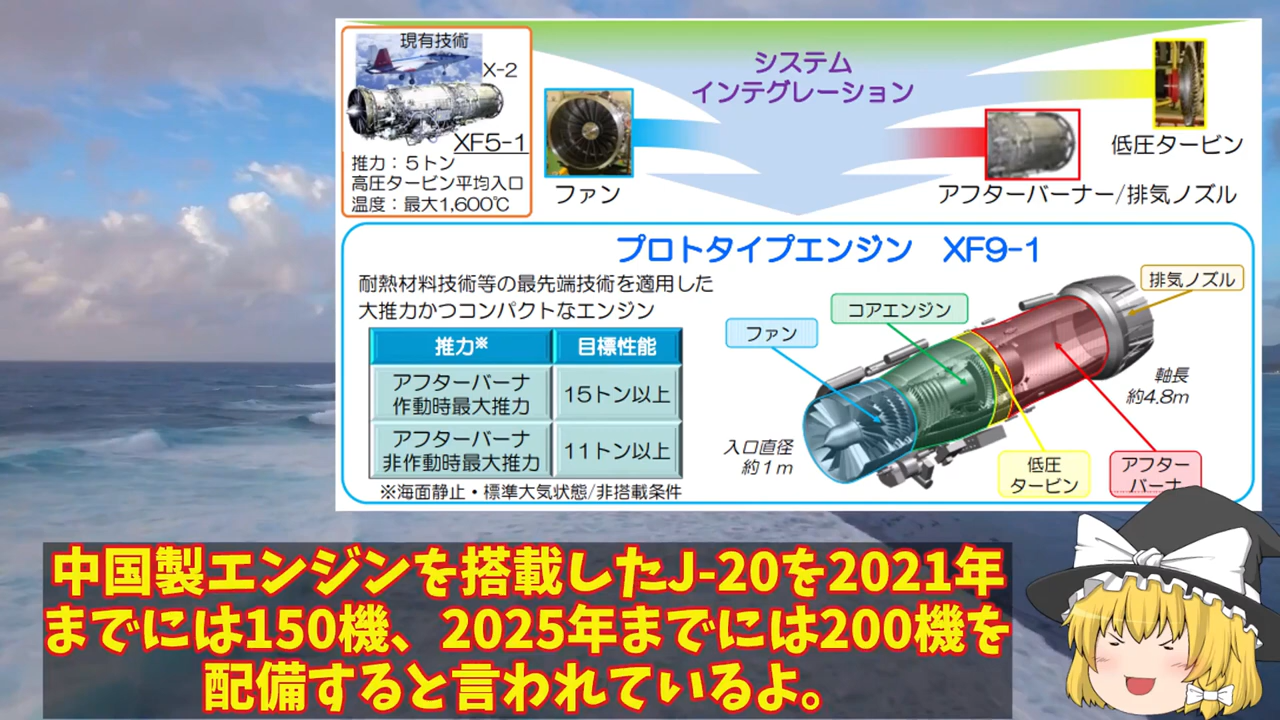 現有技術
X-2
XF5-1
推力：５トン
高圧タービン平均入口
温度：最大1,600℃
システム
インテグレーション
ファン
低圧タービン
アフターバーナー/排気ノズル
プロトタイプエンジン　XF9-1
耐熱材料技術等の最先端技術を適用した
大推力かつコンパクトなエンジン
推力※
目標性能
アフターバーナ
作動時最大推力
15トン以上
アフターバーナ
非作動時最大推力
11トン以上
※海面静止・標準大気状態/非搭載条件
ファン
コアエンジン
排気ノズル
軸長
約4.8m
入口直径
約１ｍ
低圧
タービン
アフター
バーナ
中国製エンジンを搭載したJ-20を2021年
までには150機、2025年までには200機を
配備すると言われているよ。